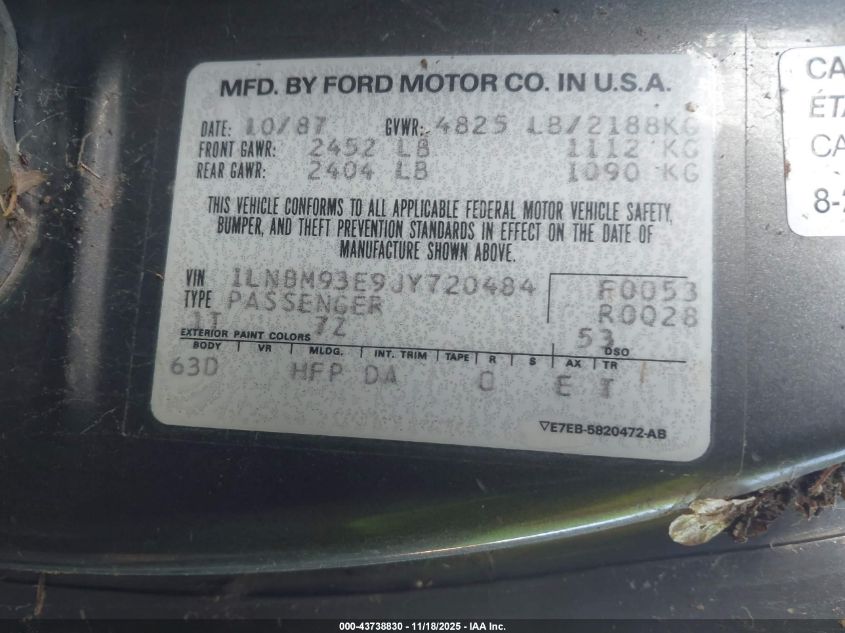 MFD. BY FORD MOTOR CO. IN U.S.A.
DATE: 10/87 GVWR: 4825 LB/2188KG
FRONT GAWR: 2452 LB 1112 KG
REAR GAWR: 2404 LB 1090 KG
THIS VEHICLE CONFORMS TO ALL APPLICABLE FEDERAL MOTOR VEHICLE SAFETY,
BUMPER, AND THEFT PREVENTION STANDARDS IN EFFECT ON THE DATE OF
MANUFACTURE SHOWN ABOVE.
VIN 1LNBM93E9JY720484 F0053
TYPE PASSENGER R0028
1T 7Z 53
EXTERIOR PAINT COLORS DSO
BODY VR MLDG. INT. TRIM TAPE R S AX TR
63D HFP DA Q E T
▽E7EB-5820472-AB
CA
ÉTA
CA
8-2
000-43738830 - 11/18/2025 - IAA Inc.